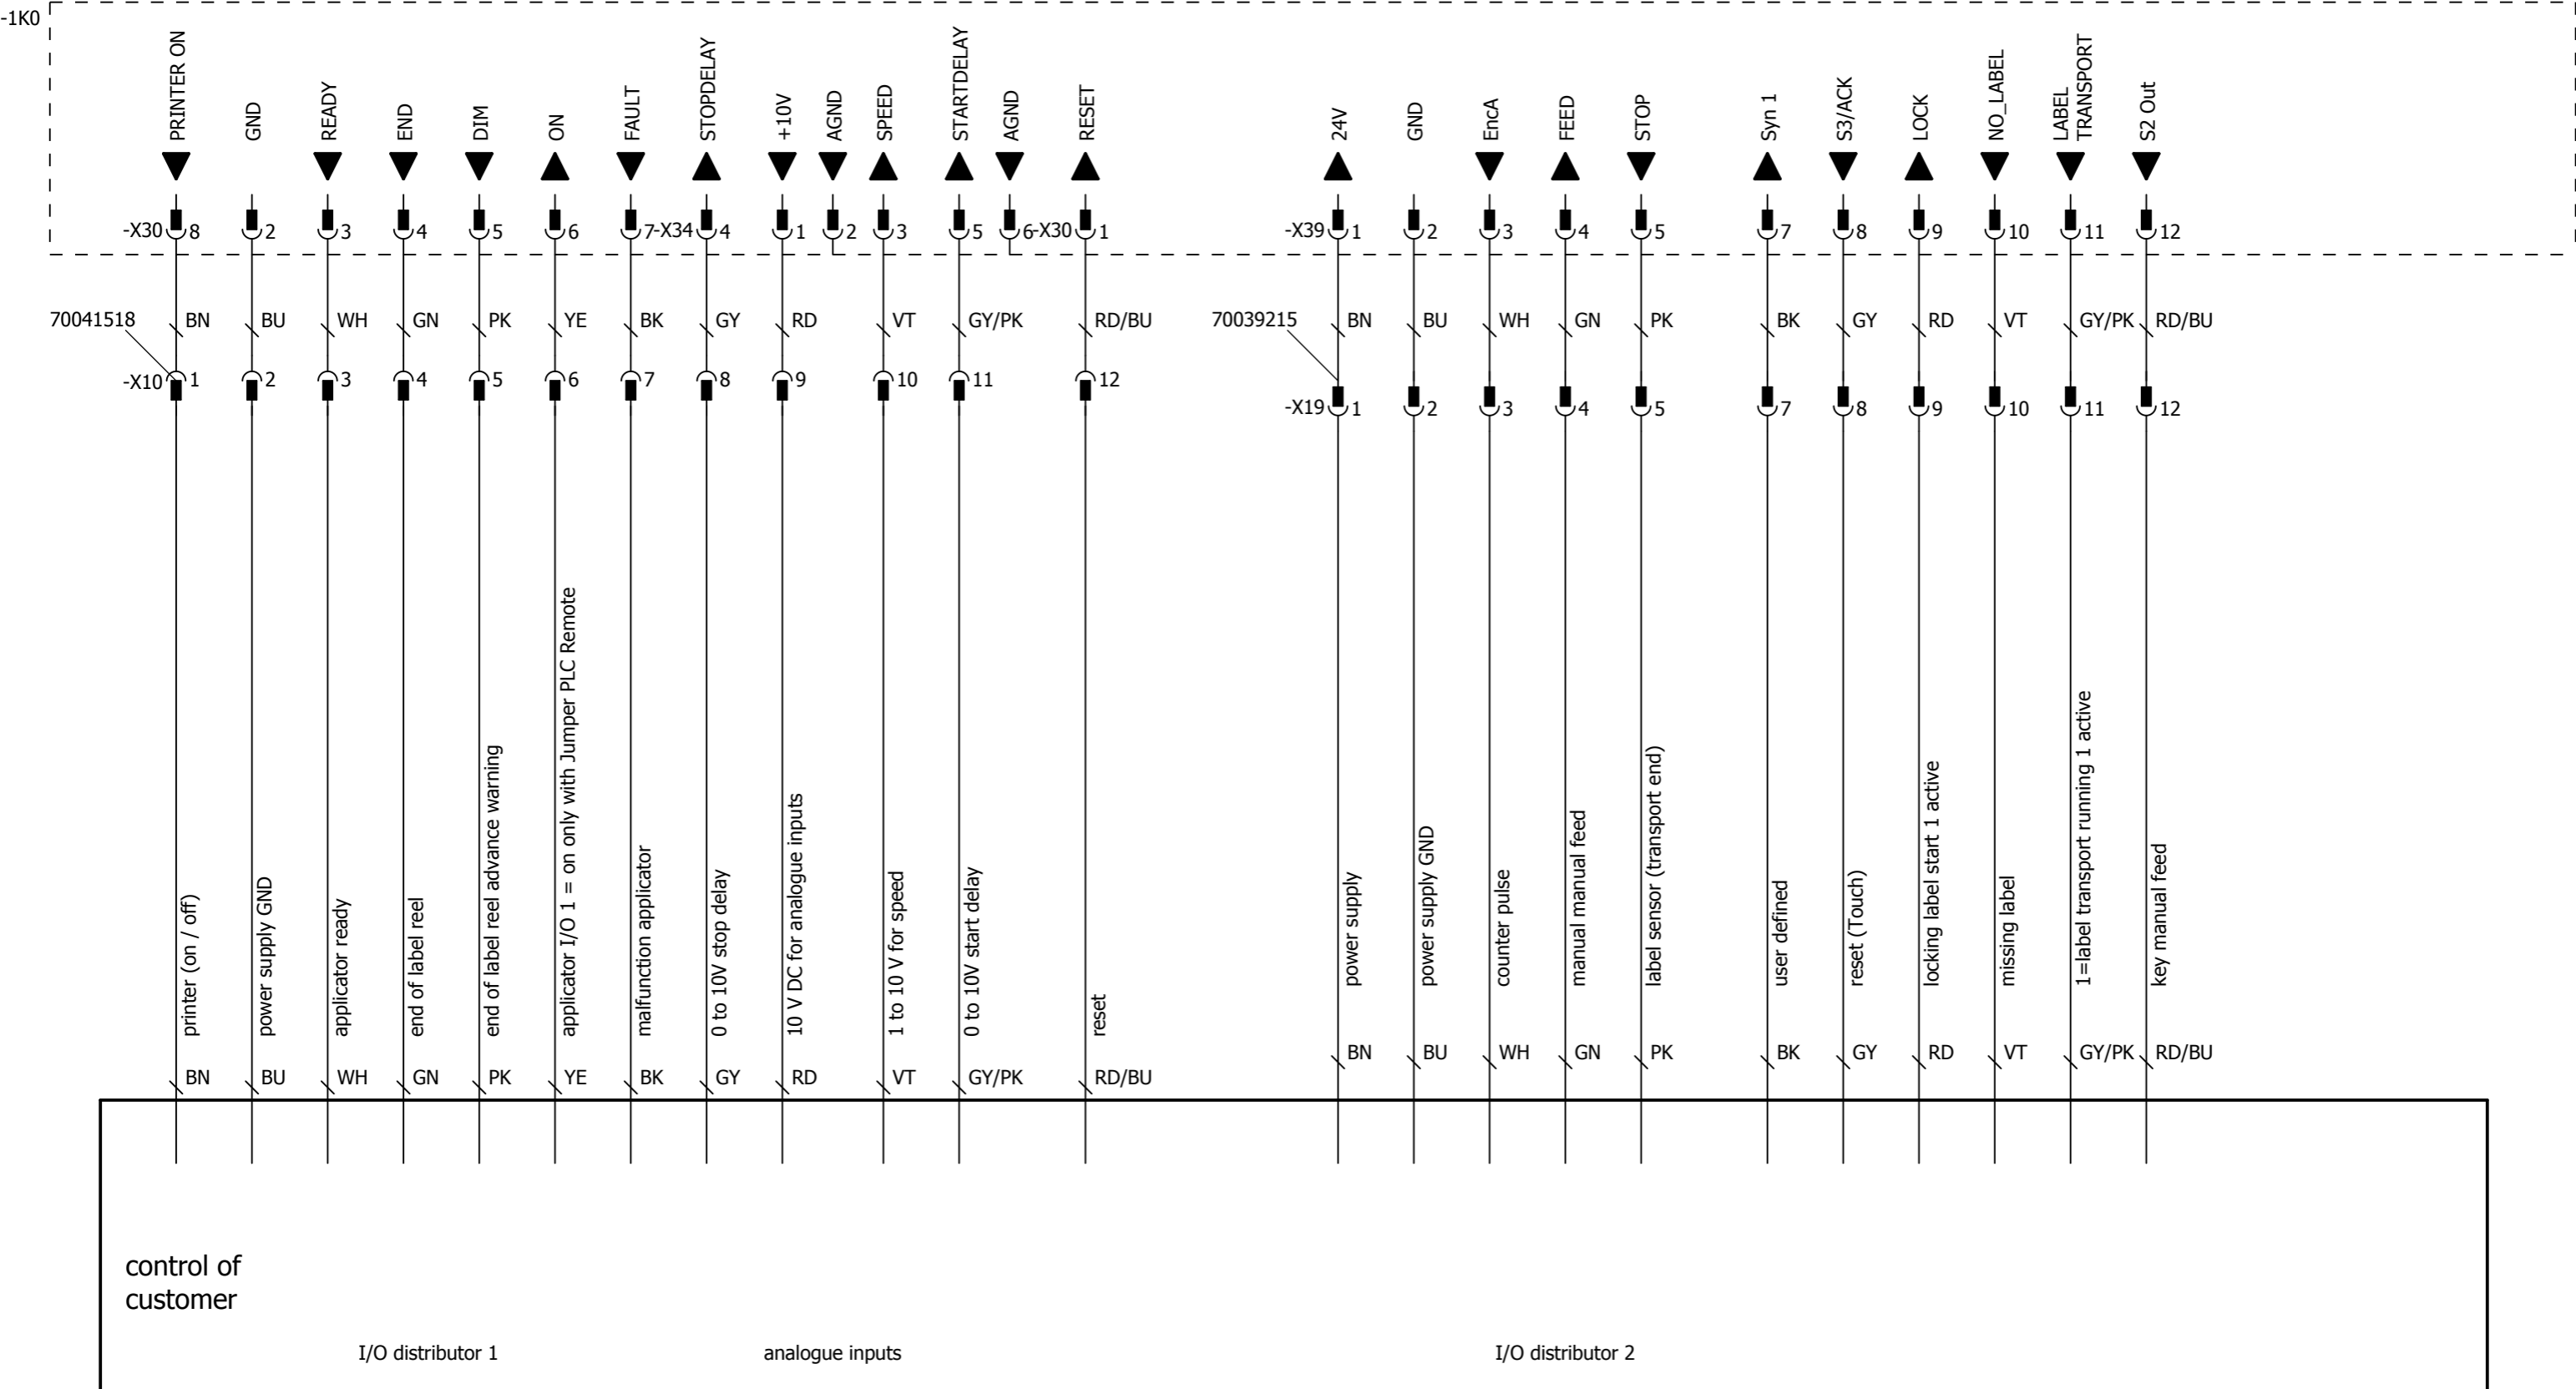 -1K0
PRINTER ON
GND
READY
END
DIM
ON
FAULT
STOPDELAY
+10V
AGND
SPEED
STARTDELAY
AGND
RESET
24V
GND
EncA
FEED
STOP
Syn 1
S3/ACK
LOCK
NO_LABEL
LABEL
TRANSPORT
S2 Out
-X30 8 2 3 4 5 6 7 -X34 4 1 2 3 5 6 -X30 1 -X39 1 2 3 4 5 7 8 9 10 11 12
70041518 BN BU WH GN PK YE BK GY RD VT GY/PK RD/BU 70039215 BN BU WH GN PK BK GY RD VT GY/PK RD/BU
-X10 1 2 3 4 5 6 7 8 9 10 11 12
-X19 1 2 3 4 5 7 8 9 10 11 12
printer (on / off)
power supply GND
applicator ready
end of label reel
end of label reel advance warning
applicator I/O 1 = on only with Jumper PLC Remote
malfunction applicator
0 to 10V stop delay
10 V DC for analogue inputs
1 to 10 V for speed
0 to 10V start delay
reset
power supply
power supply GND
counter pulse
manual manual feed
label sensor (transport end)
user defined
reset (Touch)
locking label start 1 active
missing label
1=label transport running 1 active
key manual feed
BN BU WH GN PK BK GY RD VT GY/PK RD/BU
BN BU WH GN PK YE BK GY RD VT GY/PK RD/BU
control of
customer
I/O distributor 1
analogue inputs
I/O distributor 2